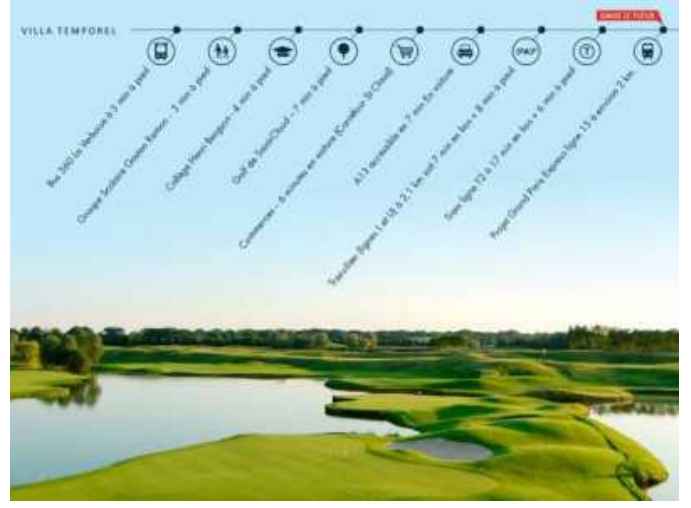 VILLA TEMPOREL
DANS LE FUTUR
Bus 360 La Verboise à 3 min à pied
Groupe Scolaire Gaston Ramon - 3 min à pied
Collège Henri Bergson - 4 min à pied
Golf de Saint-Cloud - 7 min à pied
Commerces - 6 minutes en voiture (Carrefour St Cloud)
A13 accessible en 7 min En voiture
Transilien (lignes L et U) à 2,1 km soit 7 min en bus + 8 min à pied
Tram ligne T2 à 17 min en bus + 6 min à pied
Projet Grand Paris Express ligne 15 à environ 2 km